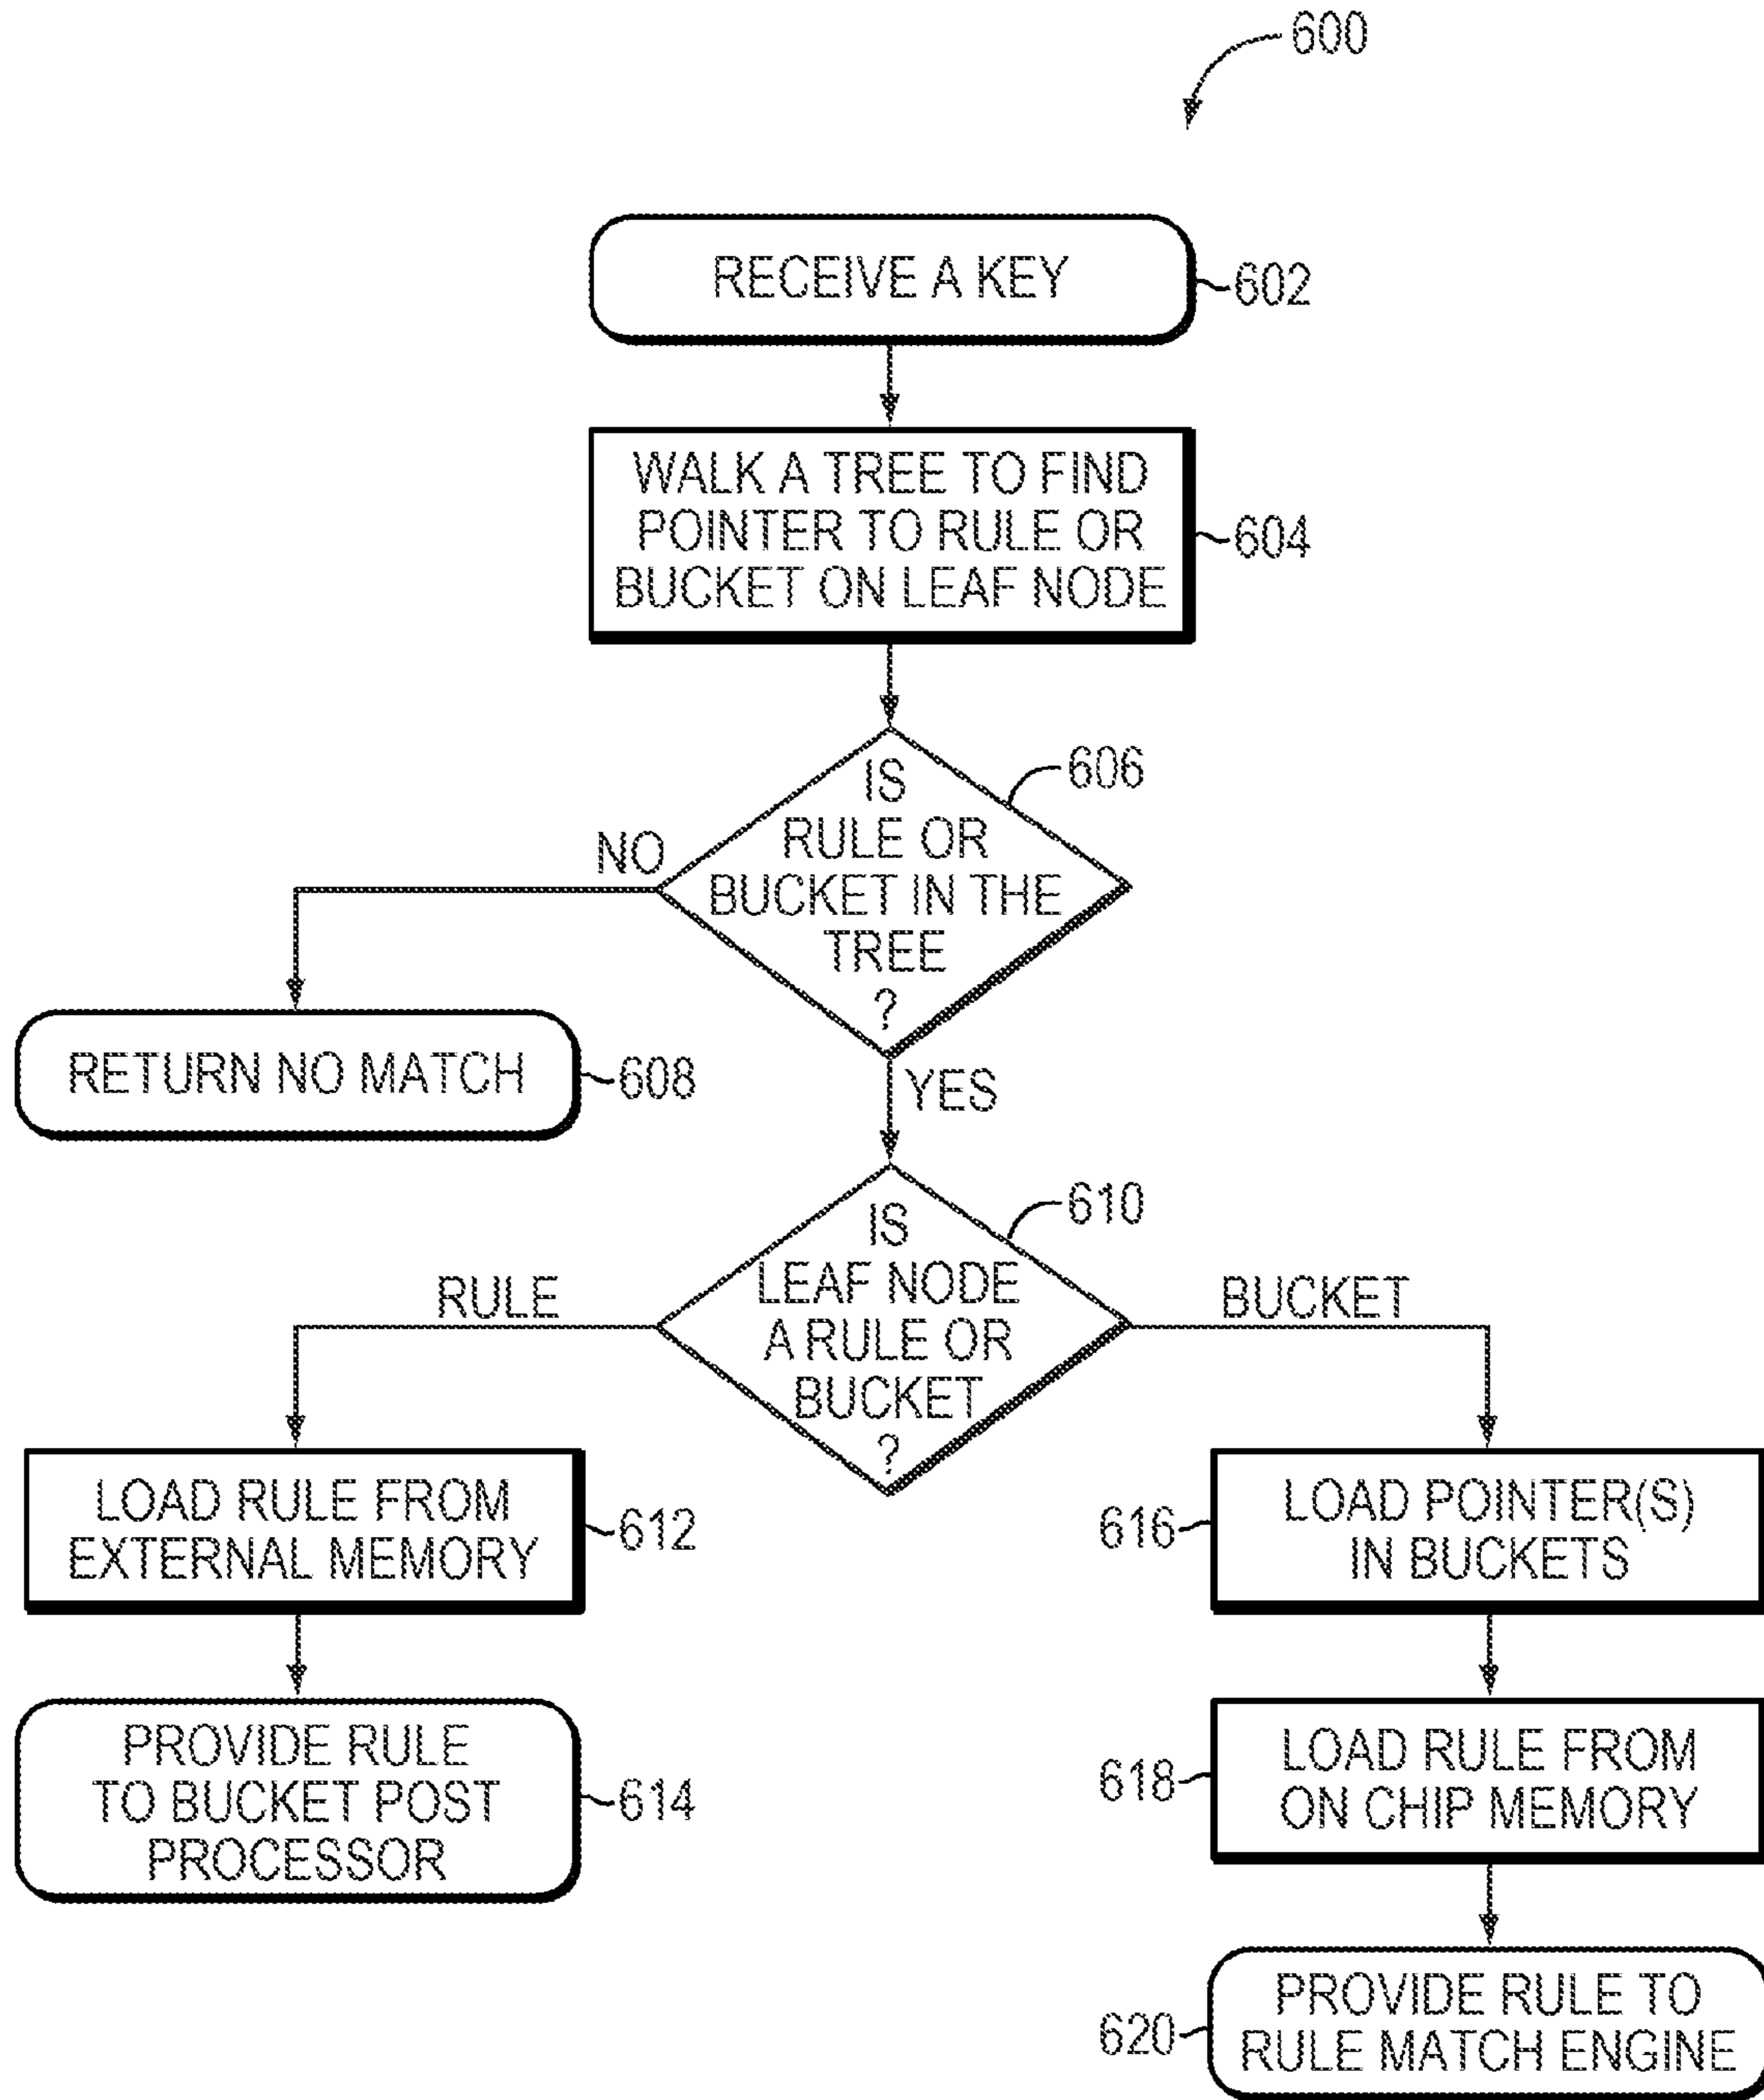 600
RECEIVE A KEY
602
WALK A TREE TO FIND
POINTER TO RULE OR
BUCKET ON LEAF NODE
604
IS
RULE OR
BUCKET IN THE
TREE
?
606
NO
RETURN NO MATCH
608
YES
IS
LEAF NODE
A RULE OR
BUCKET
?
610
RULE
BUCKET
LOAD RULE FROM
EXTERNAL MEMORY
612
PROVIDE RULE
TO BUCKET POST
PROCESSOR
614
616
LOAD POINTER(S)
IN BUCKETS
618
LOAD RULE FROM
ON CHIP MEMORY
620
PROVIDE RULE TO
RULE MATCH ENGINE